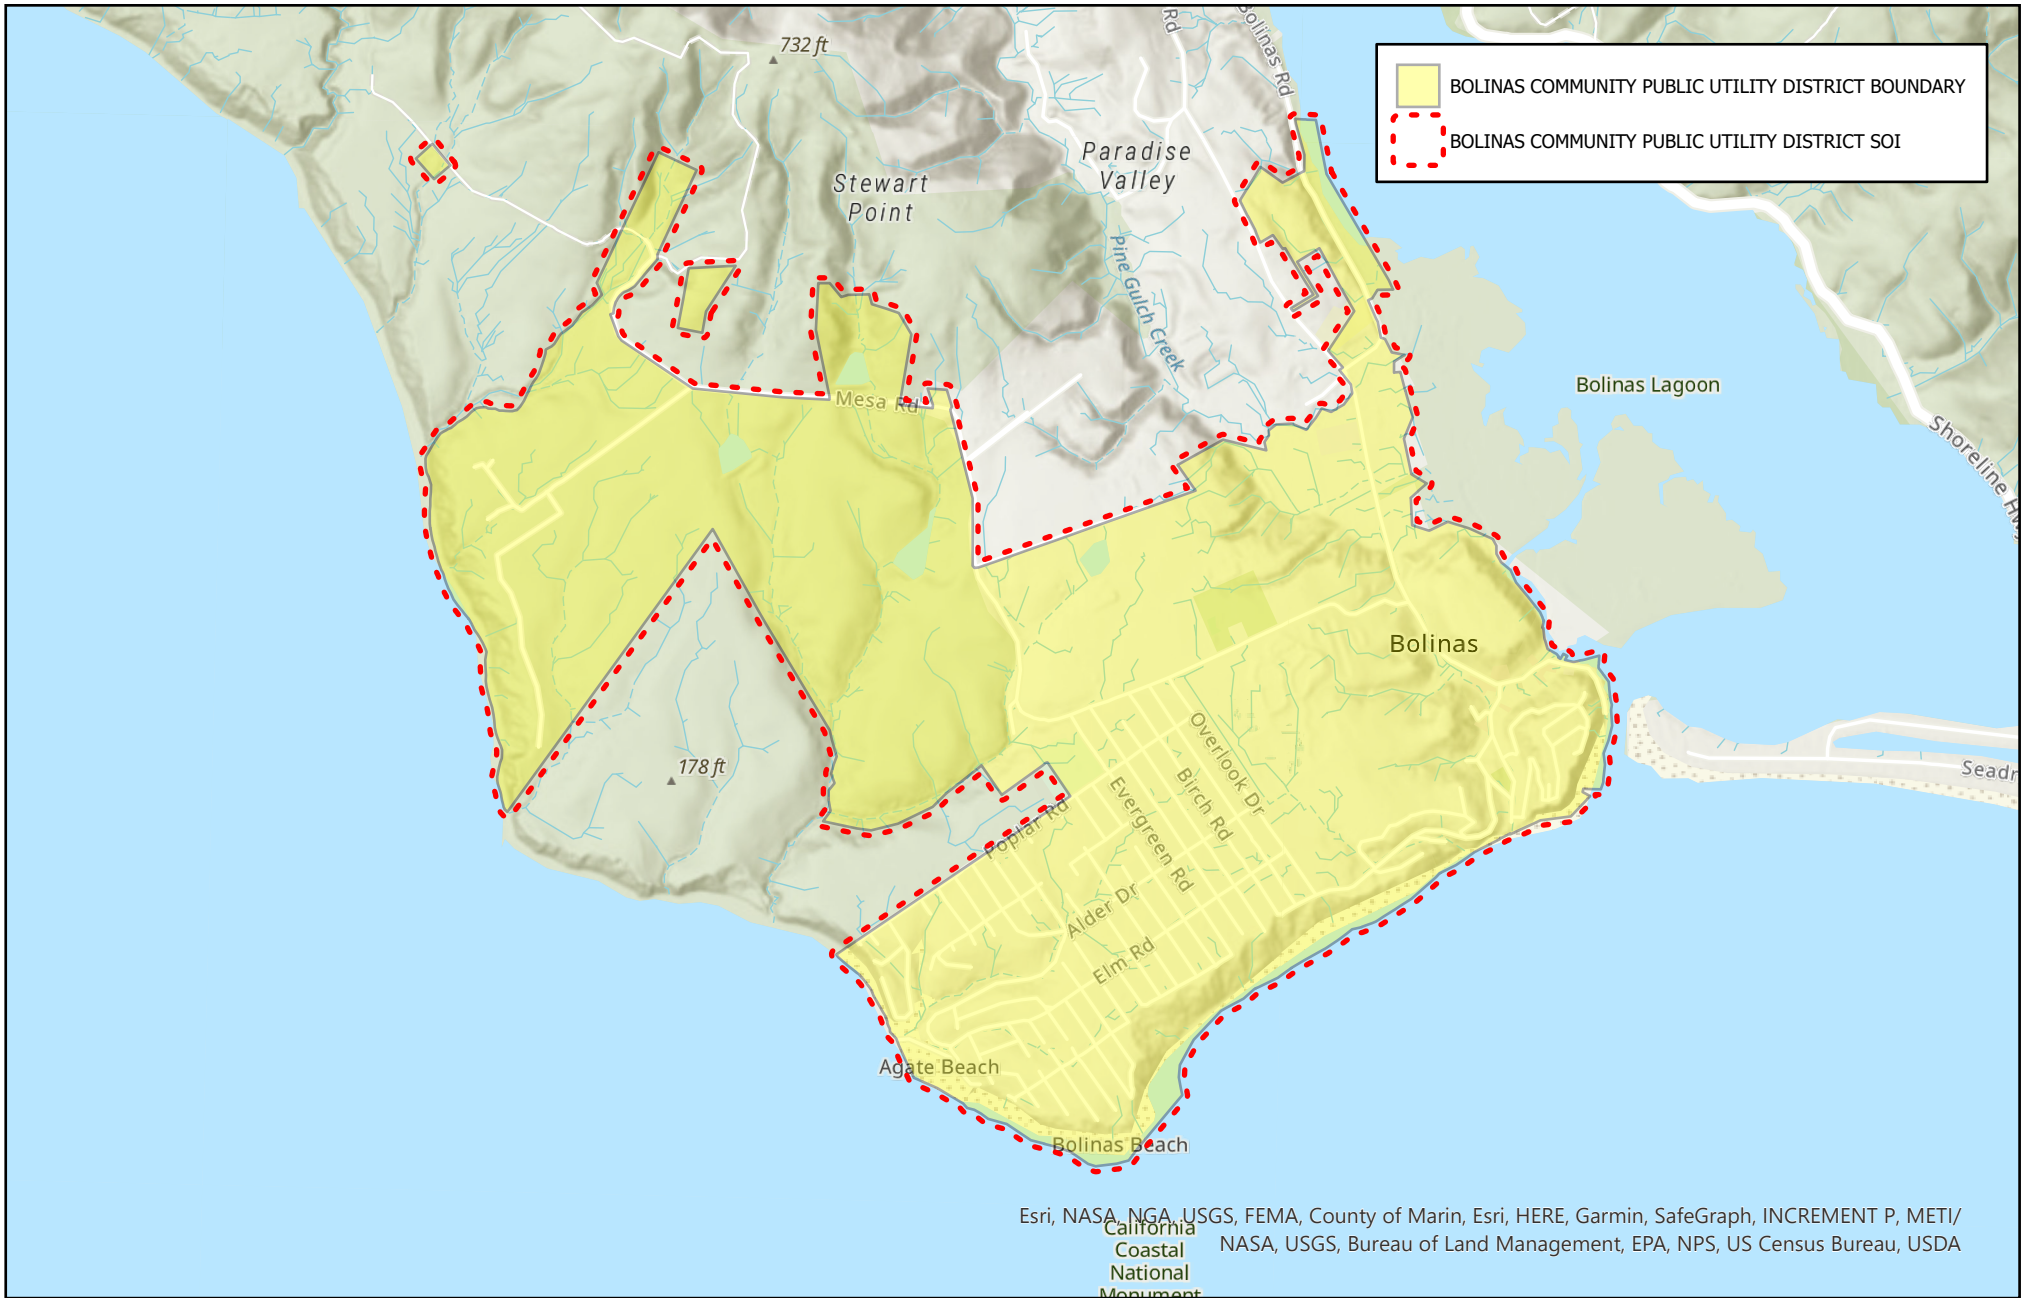 732 ft
Rd
Bolinas Rd
BOLINAS COMMUNITY PUBLIC UTILITY DISTRICT BOUNDARY
BOLINAS COMMUNITY PUBLIC UTILITY DISTRICT SOI
Paradise
Valley
Stewart
Point
Pine Gulch Creek
Bolinas Lagoon
Mesa Rd
Shoreline Hwy
Bolinas
178 ft
Overlook Dr
Birch Rd
Evergreen Rd
Poplar Rd
Alder Dr
Elm Rd
Seadr
Agate Beach
Bolinas Beach
Esri, NASA, NGA, USGS, FEMA, County of Marin, Esri, HERE, Garmin, SafeGraph, INCREMENT P, METI/
NASA, USGS, Bureau of Land Management, EPA, NPS, US Census Bureau, USDA
California
Coastal
National
Monument